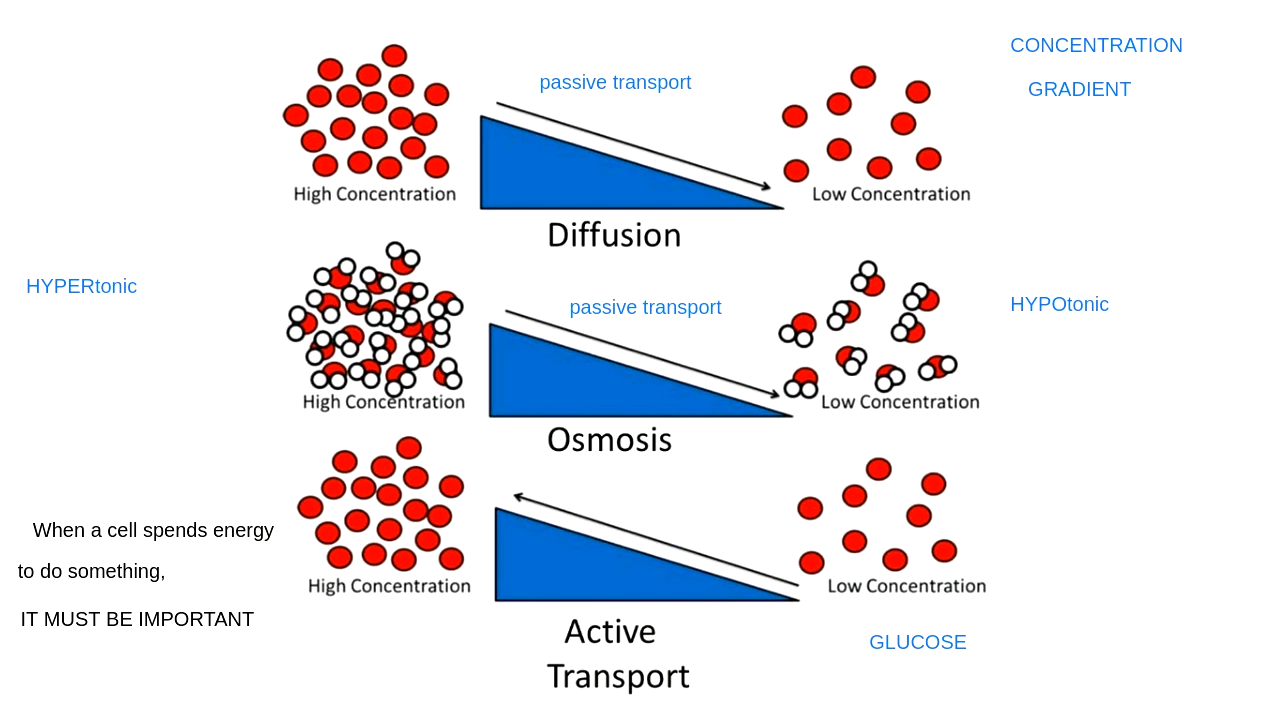 CONCENTRATION
GRADIENT
passive transport
High Concentration
Low Concentration
Diffusion
HYPERtonic
passive transport
HYPOtonic
High Concentration
Low Concentration
Osmosis
When a cell spends energy
to do something,
IT MUST BE IMPORTANT
High Concentration
Low Concentration
Active
Transport
GLUCOSE